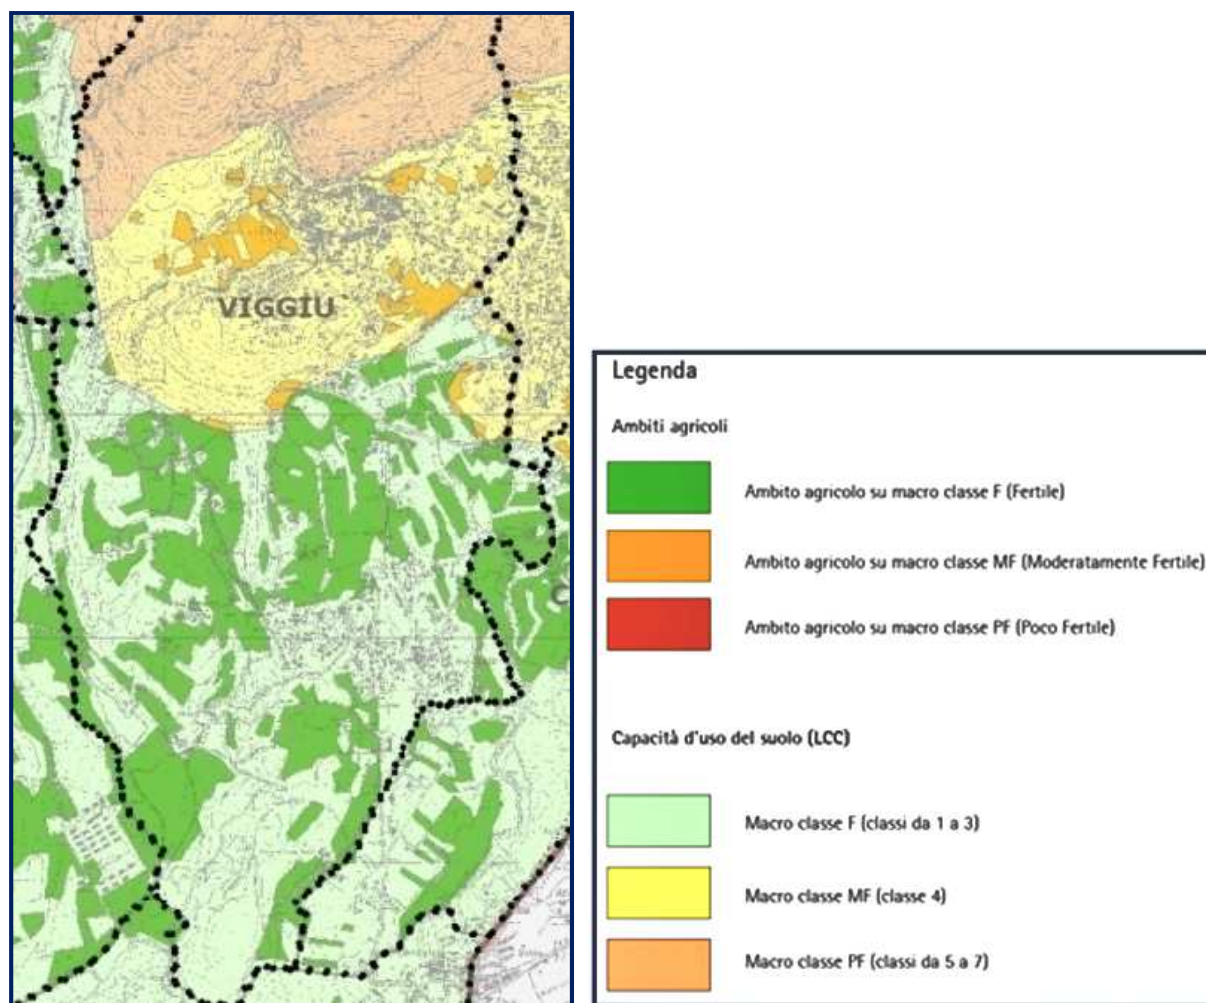 VIGGIU`
C
Legenda
Ambiti agricoli
Ambito agricolo su macro classe F (Fertile)
Ambito agricolo su macro classe MF (Moderatamente Fertile)
Ambito agricolo su macro classe PF (Poco Fertile)
Capacità d'uso del suolo (LCC)
Macro classe F (classi da 1 a 3)
Macro classe MF (classe 4)
Macro classe PF (classi da 5 a 7)